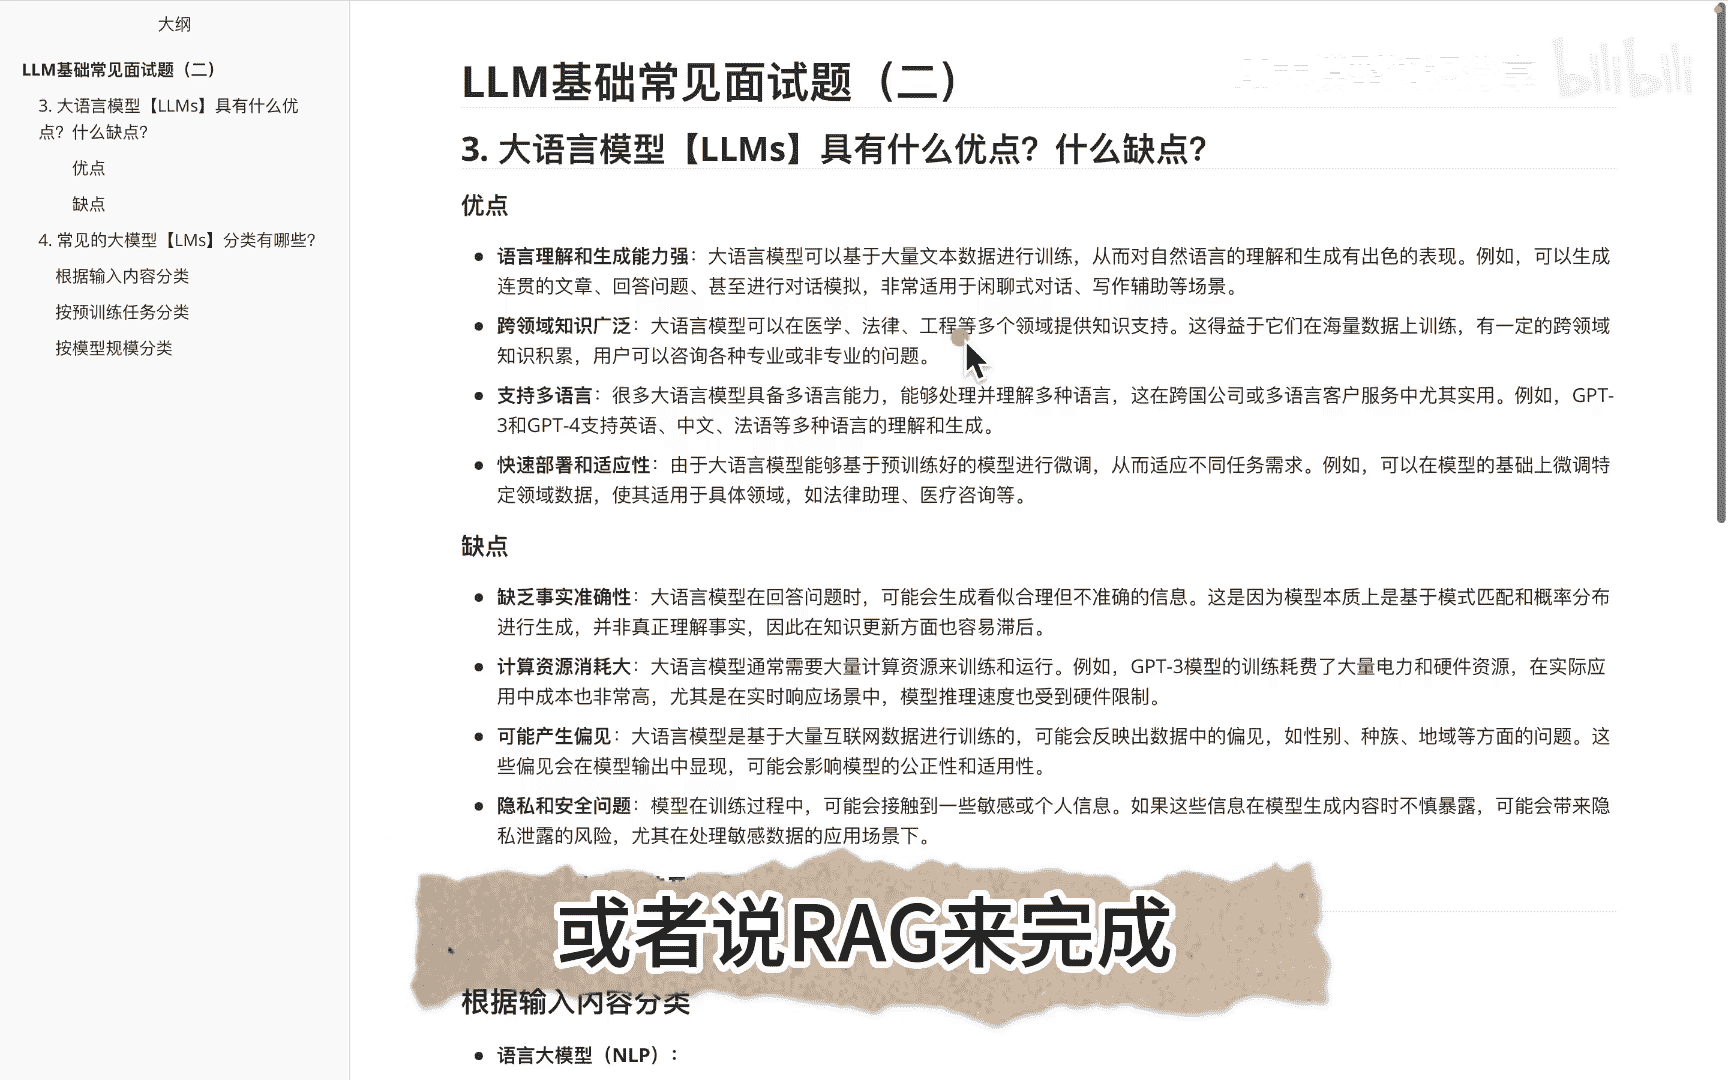 大纲
LLM基础常见面试题（二）
3. 大语言模型【LLMs】具有什么优
点？什么缺点？
优点
缺点
4. 常见的大模型【LMs】分类有哪些？
根据输入内容分类
按预训练任务分类
按模型规模分类
bilibili
LLM基础常见面试题（二）
3. 大语言模型【LLMs】具有什么优点？什么缺点？
优点
语言理解和生成能力强：大语言模型可以基于大量文本数据进行训练，从而对自然语言的理解和生成有出色的表现。例如，可以生成
连贯的文章、回答问题、甚至进行对话模拟，非常适用于闲聊式对话、写作辅助等场景。
跨领域知识广泛：大语言模型可以在医学、法律、工程等多个领域提供知识支持。这得益于它们在海量数据上训练，有一定的跨领域
知识积累，用户可以咨询各种专业或非专业的问题。
支持多语言：很多大语言模型具备多语言能力，能够处理并理解多种语言，这在跨国公司或多语言客户服务中尤其实用。例如，GPT-
3和GPT-4支持英语、中文、法语等多种语言的理解和生成。
快速部署和适应性：由于大语言模型能够基于预训练好的模型进行微调，从而适应不同任务需求。例如，可以在模型的基础上微调特
定领域数据，使其适用于具体领域，如法律助理、医疗咨询等。
缺点
缺乏事实准确性：大语言模型在回答问题时，可能会生成看似合理但不准确的信息。这是因为模型本质上是基于模式匹配和概率分布
进行生成，并非真正理解事实，因此在知识更新方面也容易滞后。
计算资源消耗大：大语言模型通常需要大量计算资源来训练和运行。例如，GPT-3模型的训练耗费了大量电力和硬件资源，在实际应
用中成本也非常高，尤其是在实时响应场景中，模型推理速度也受到硬件限制。
可能产生偏见：大语言模型是基于大量互联网数据进行训练的，可能会反映出数据中的偏见，如性别、种族、地域等方面的问题。这
些偏见会在模型输出中显现，可能会影响模型的公正性和适用性。
隐私和安全问题：模型在训练过程中，可能会接触到一些敏感或个人信息。如果这些信息在模型生成内容时不慎暴露，可能会带来隐
私泄露的风险，尤其在处理敏感数据的应用场景下。
或者说RAG来完成
根据输入内容分类
语言大模型（NLP）：